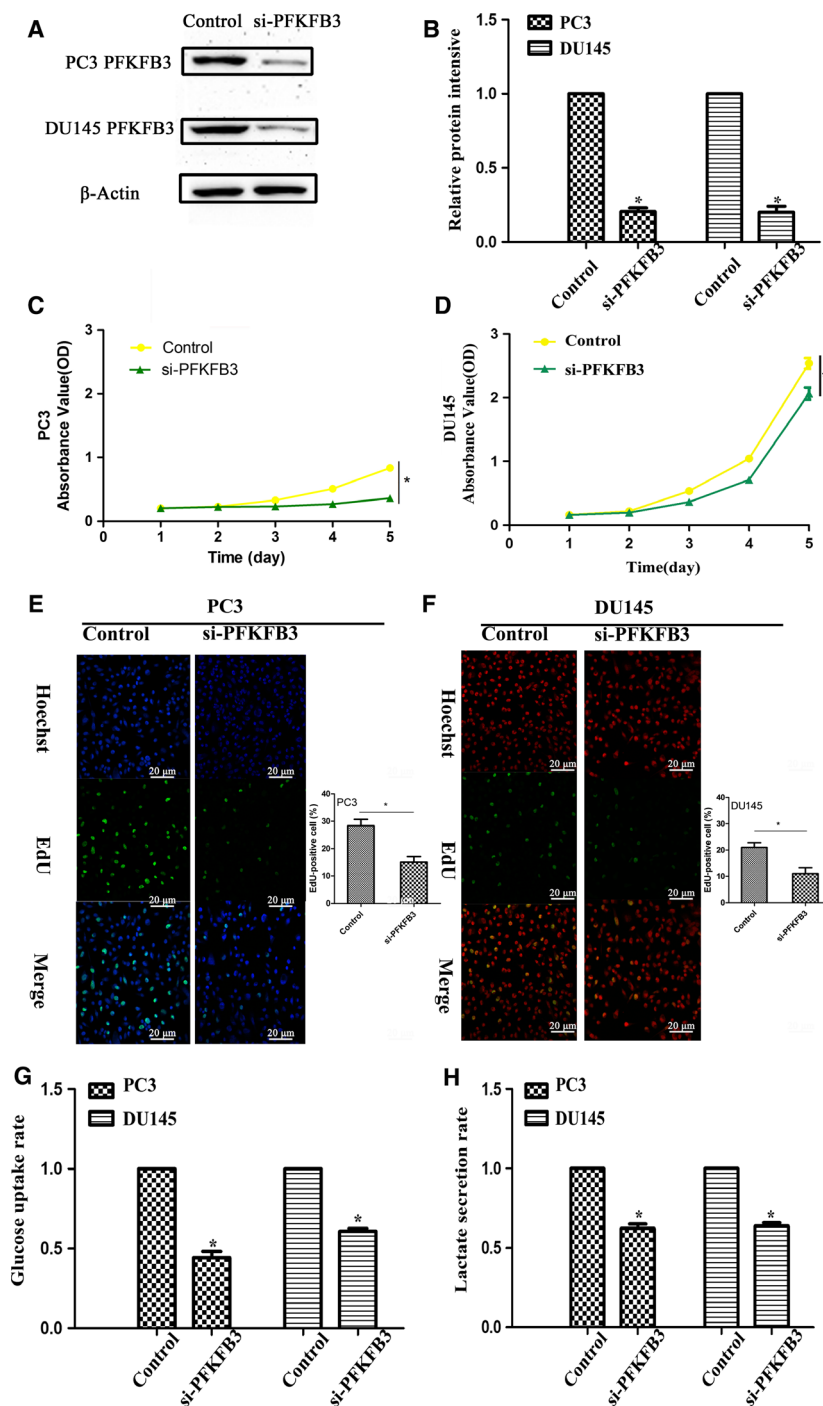 A
Control si-PFKFB3
PC3 PFKFB3
DU145 PFKFB3
β-Actin
B
PC3
DU145
Relative protein intensive
1.5
1.0
0.5
0.0
*
*
Control
si-PFKFB3
Control
si-PFKFB3
C
PC3
Absorbance Value(OD)
3
2
1
0
Control
si-PFKFB3
*
0 1 2 3 4 5
Time (day)
D
DU145
Absorbance Value(OD)
3
2
1
0
Control
si-PFKFB3
0 1 2 3 4 5
Time(day)
E
PC3
Control si-PFKFB3
Hoechst
20 μm 20 μm
EdU
20 μm 20 μm
Merge
20 μm 20 μm
PC3
EdU-positive cell (%)
40
30
20
10
0
*
Control
si-PFKFB3
F
DU145
Control si-PFKFB3
Hoechst
20 μm 20 μm
EdU
20 μm 20 μm
Merge
20 μm 20 μm
DU145
EdU-positive cell (%)
40
30
20
10
0
*
Control
si-PFKFB3
G
PC3
DU145
Glucose uptake rate
1.5
1.0
0.5
0.0
*
*
Control
si-PFKFB3
Control
si-PFKFB3
H
PC3
DU145
Lactate secretion rate
1.5
1.0
0.5
0.0
*
*
Control
si-PFKFB3
Control
si-PFKFB3